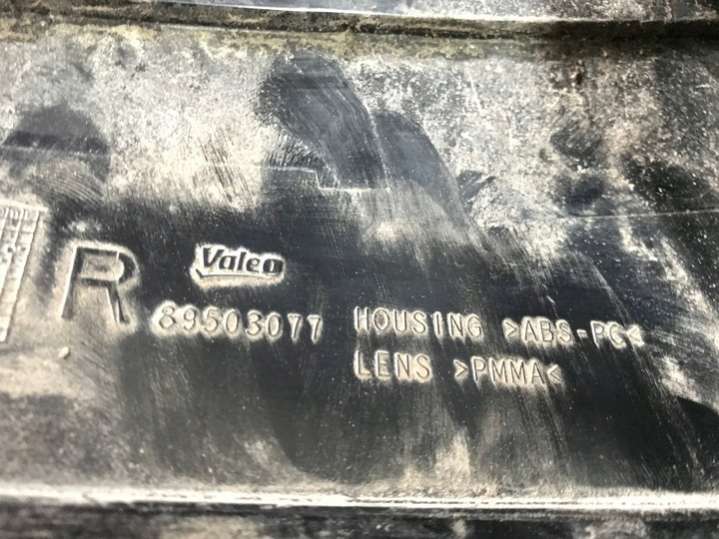 R
Valeo
89503077
HOUSING >ABS-PC<
LENS >PMMA<